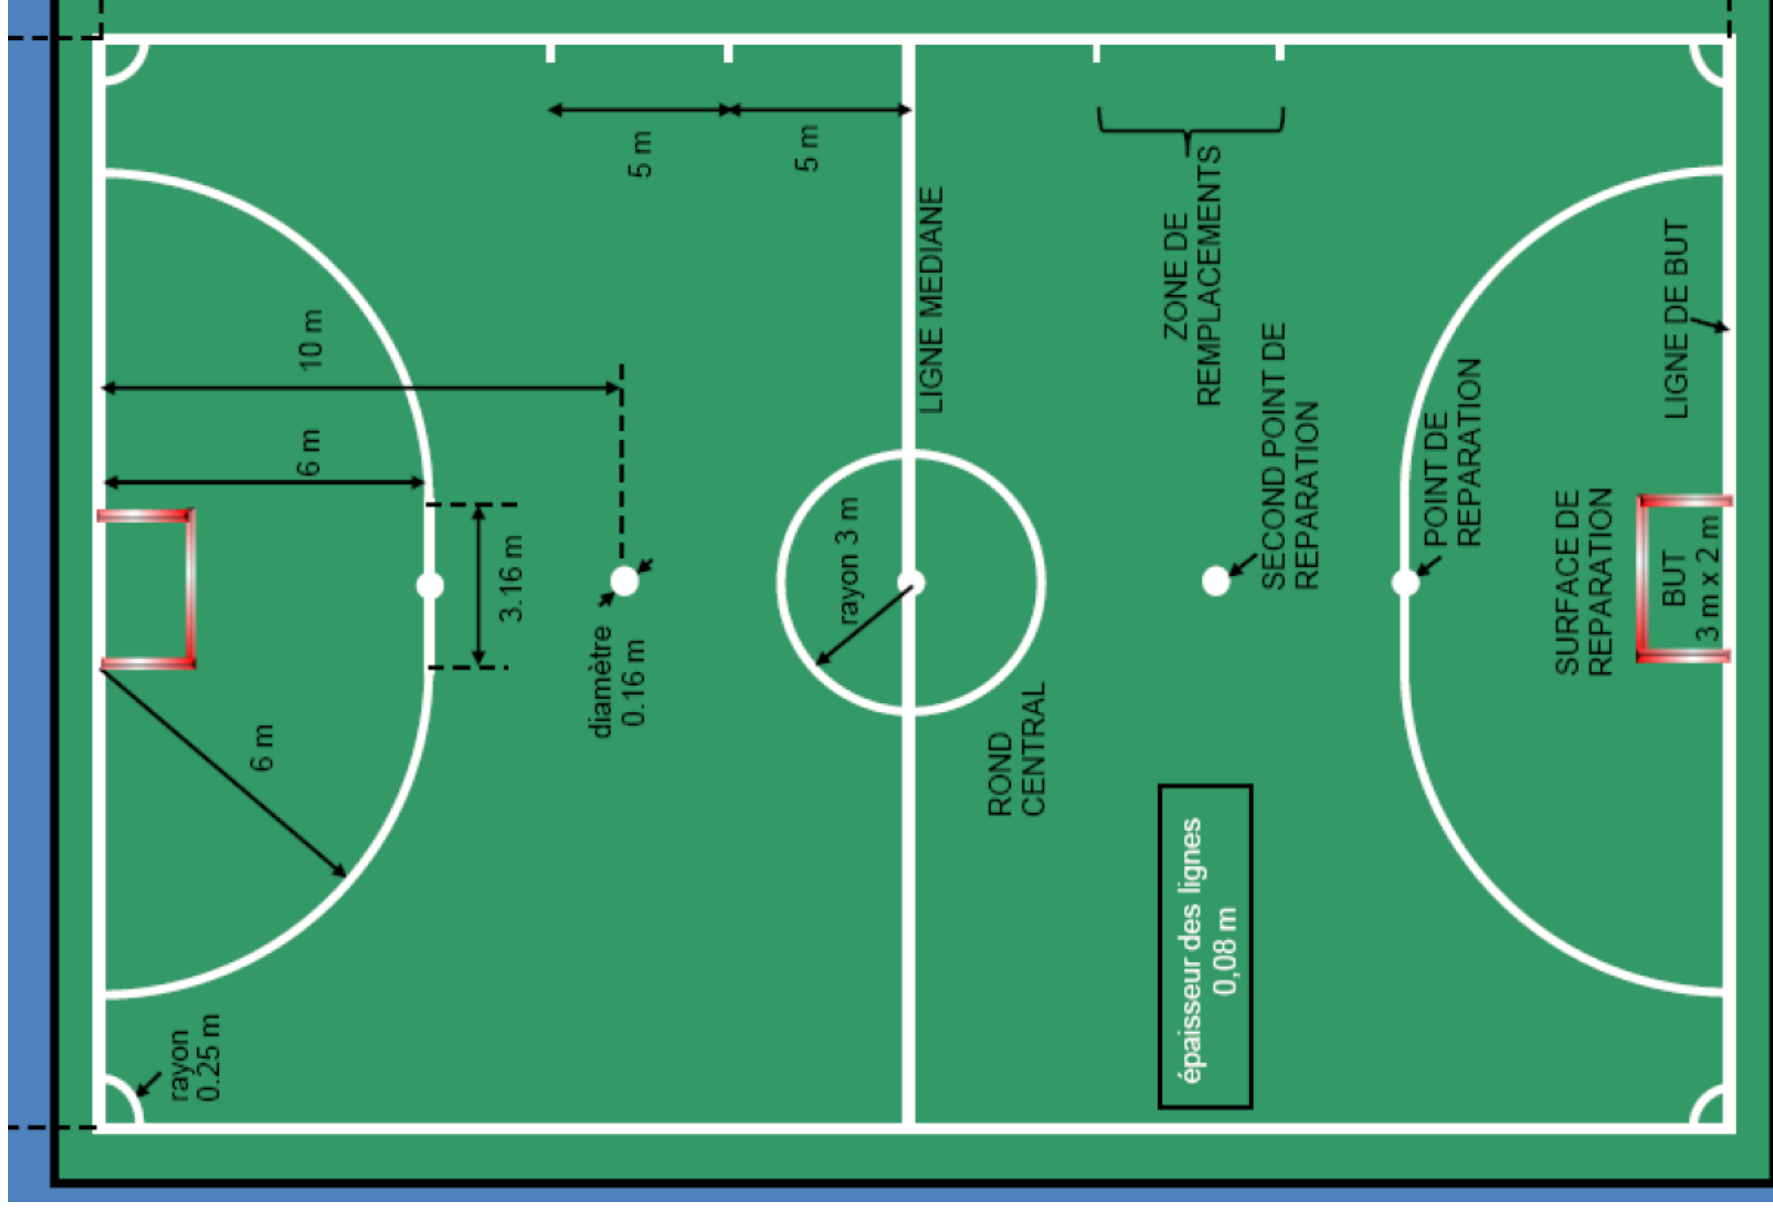 rayon
0.25 m
6 m
6 m
10 m
3.16 m
diamètre
0.16 m
5 m
5 m
rayon 3 m
LIGNE MEDIANE
ROND
CENTRAL
ZONE DE
REMPLACEMENTS
épaisseur des lignes
0,08 m
SECOND POINT DE
REPARATION
POINT DE
REPARATION
SURFACE DE
REPARATION
BUT
3 m x 2 m
LIGNE DE BUT